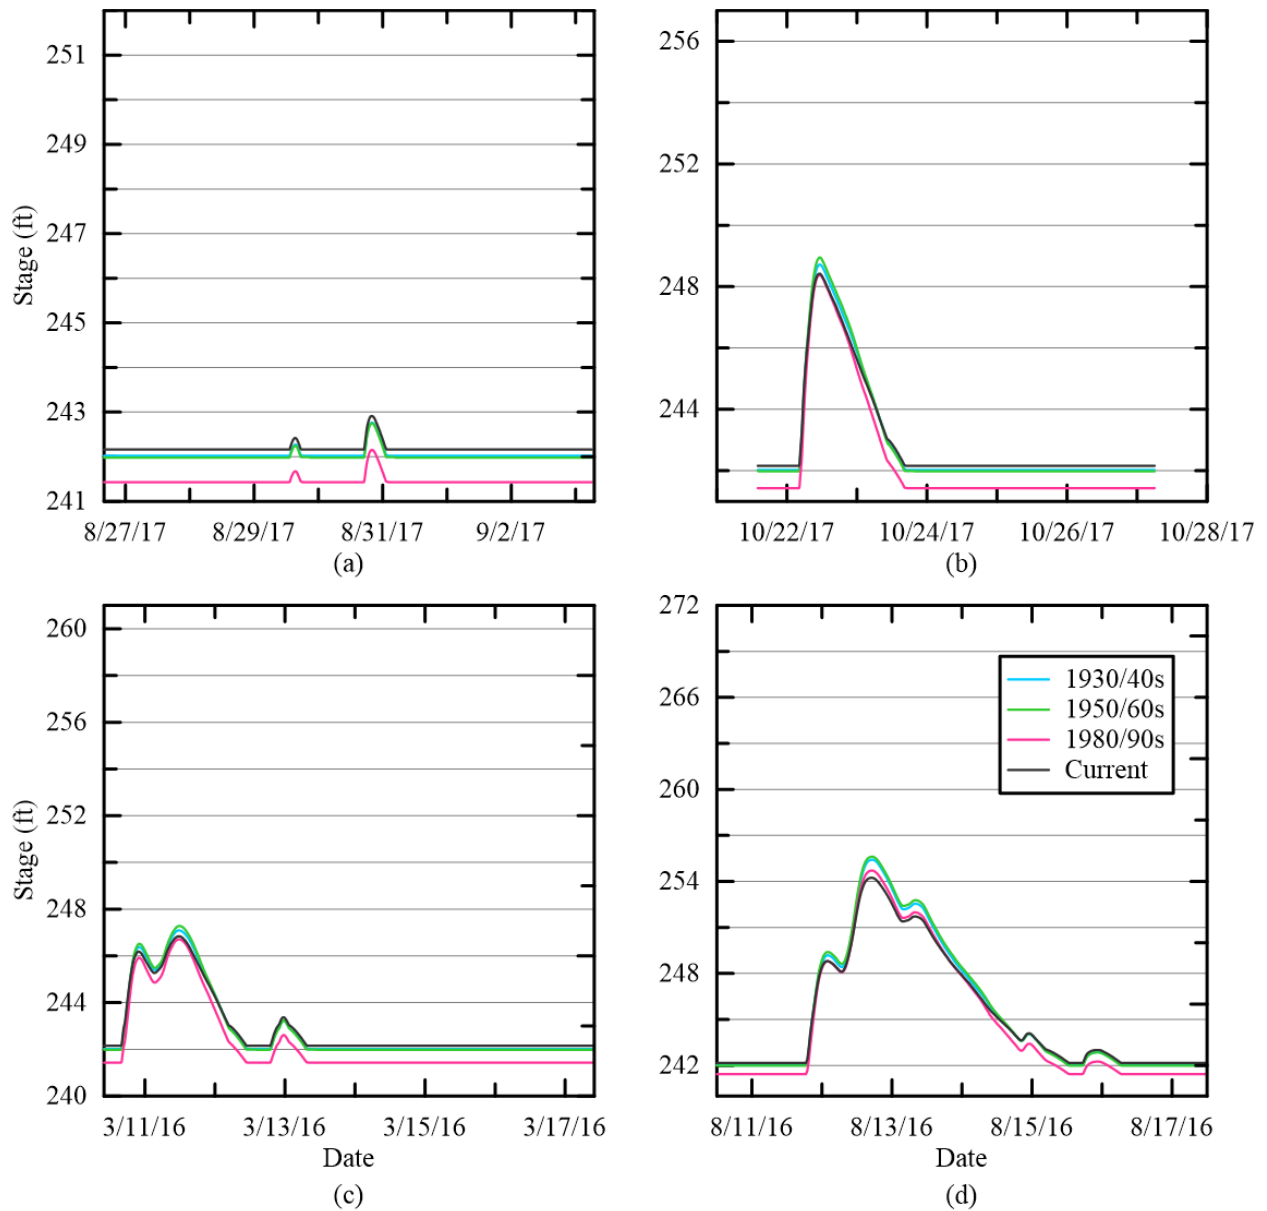 251
249
247
245
243
241
Stage (ft)
8/27/17 8/29/17 8/31/17 9/2/17
(a)
256
252
248
244
10/22/17 10/24/17 10/26/17 10/28/17
(b)
260
256
252
248
244
240
Stage (ft)
3/11/16 3/13/16 3/15/16 3/17/16
Date
(c)
272
266
260
254
248
242
1930/40s
1950/60s
1980/90s
Current
8/11/16 8/13/16 8/15/16 8/17/16
Date
(d)